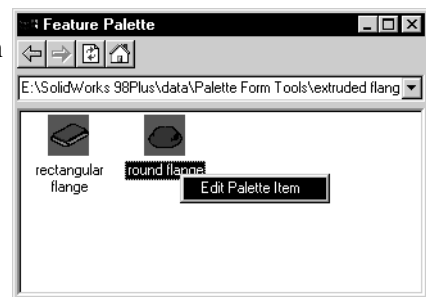 Feature Palette
E:\SolidWorks 98Plus\data\Palette Form Tools\extruded flang
rectangular
flange
round flange
Edit Palette Item